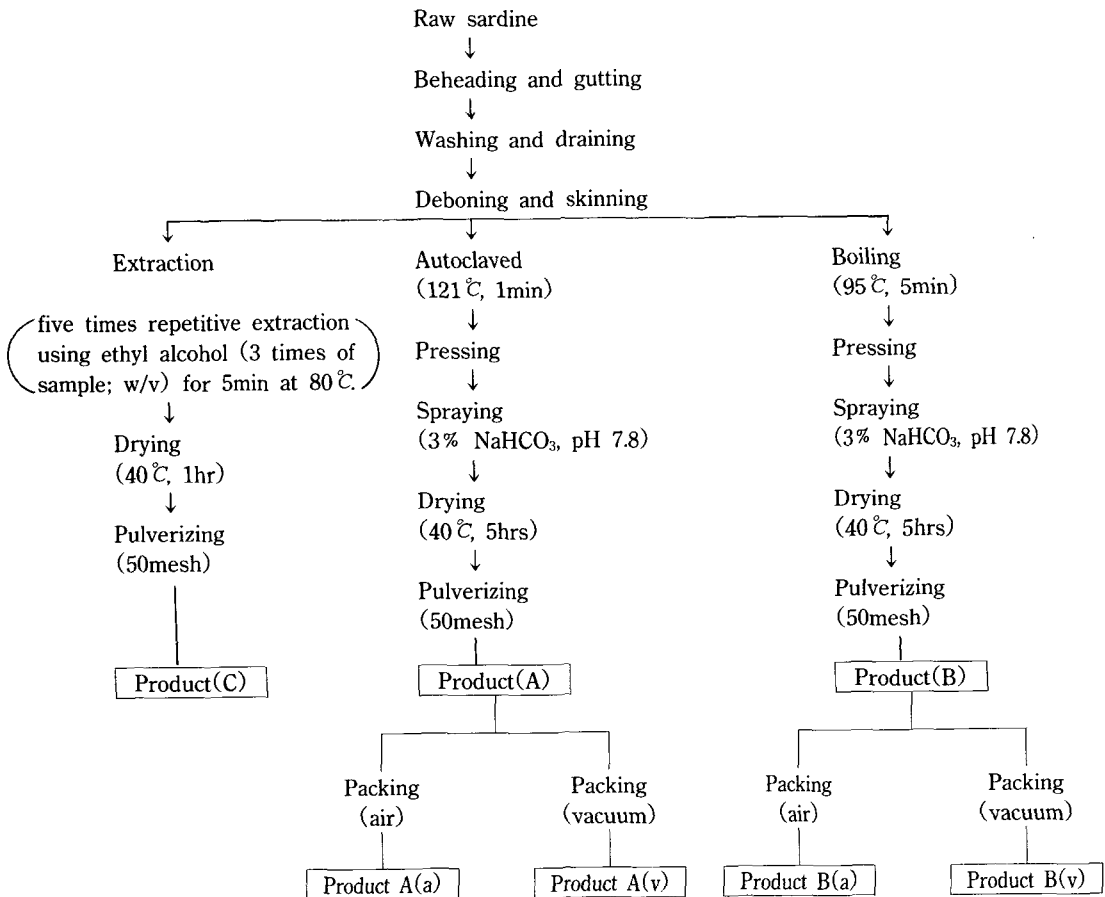 Raw sardine
↓
Beheading and gutting
↓
Washing and draining
↓
Deboning and skinning
Extraction
five times repetitive extraction
using ethyl alcohol (3 times of
sample; w/v) for 5min at 80℃.
↓
Drying
(40℃, 1hr)
↓
Pulverizing
(50mesh)
Product(C)
Autoclaved
(121℃, 1min)
↓
Pressing
↓
Spraying
(3% NaHCO₃, pH 7.8)
↓
Drying
(40℃, 5hrs)
↓
Pulverizing
(50mesh)
Product(A)
Packing
(air)
Product A(a)
Packing
(vacuum)
Product A(v)
Boiling
(95℃, 5min)
↓
Pressing
↓
Spraying
(3% NaHCO₃, pH 7.8)
↓
Drying
(40℃, 5hrs)
↓
Pulverizing
(50mesh)
Product(B)
Packing
(air)
Product B(a)
Packing
(vacuum)
Product B(v)